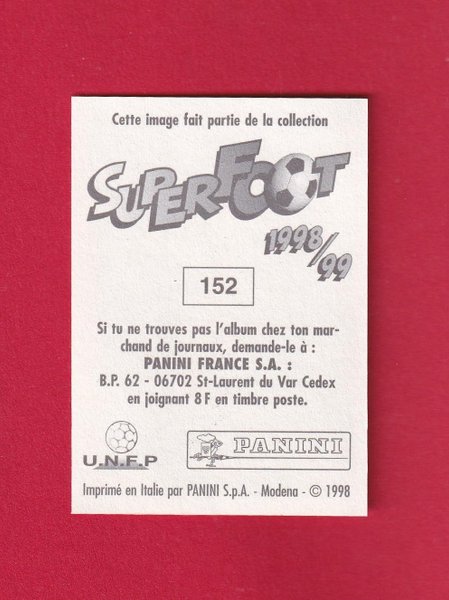 Cette image fait partie de la collection
SUPERFOOT
1998/99
152
Si tu ne trouves pas l'album chez ton mar-
chand de journaux, demande-le à :
PANINI FRANCE S.A. :
B.P. 62 - 06702 St-Laurent du Var Cedex
en joignant 8 F en timbre poste.
U.N.F.P
PANINI
Imprimé en Italie par PANINI S.p.A. - Modena - © 1998